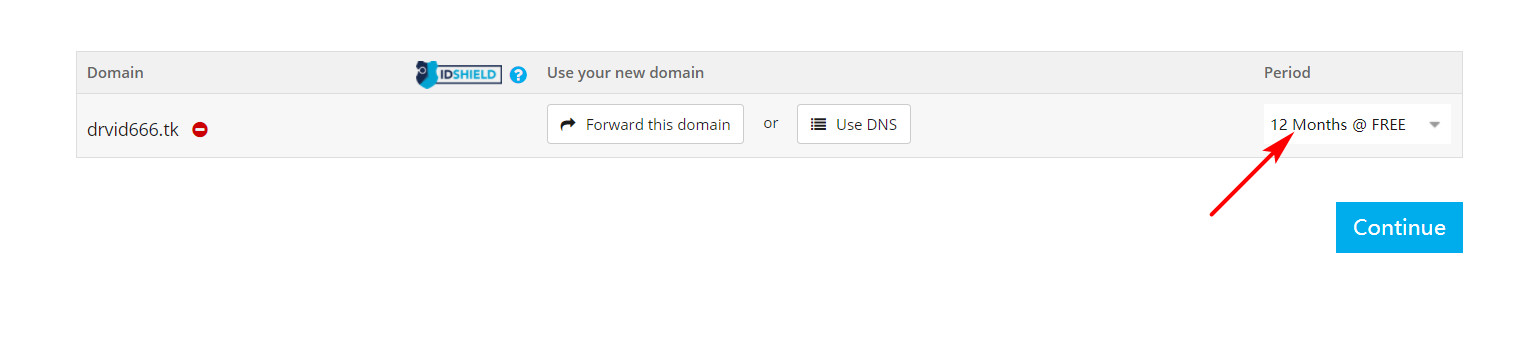 Domain IDSHIELD ? Use your new domain Period
drvid666.tk Forward this domain or Use DNS 12 Months @ FREE
Continue